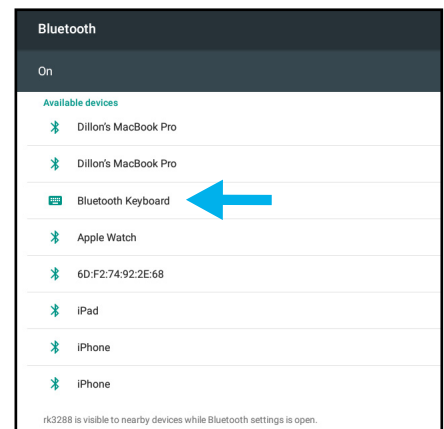 Bluetooth
On
Available devices
Dillon's MacBook Pro
Dillon's MacBook Pro
Bluetooth Keyboard
Apple Watch
6D:F2:74:92:2E:68
iPad
iPhone
iPhone
rk3288 is visible to nearby devices while Bluetooth settings is open.